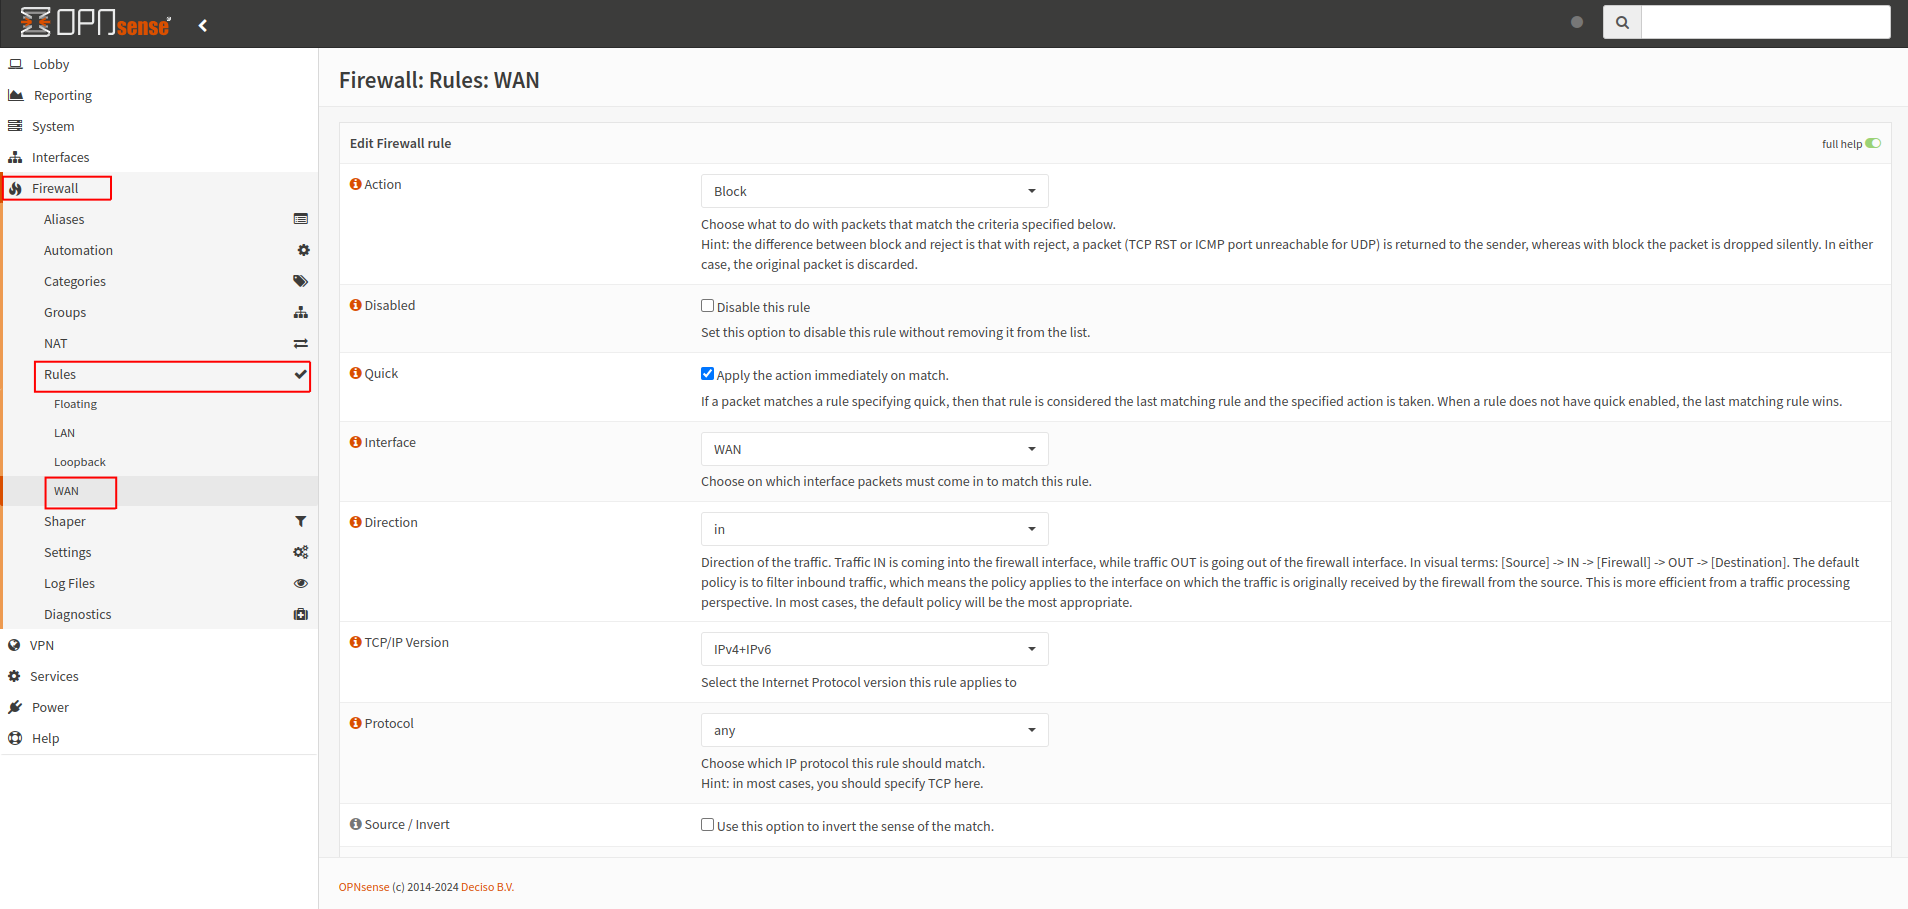 OPNsense
Lobby
Reporting
System
Interfaces
Firewall
Aliases
Automation
Categories
Groups
NAT
Rules
Floating
LAN
Loopback
WAN
Shaper
Settings
Log Files
Diagnostics
VPN
Services
Power
Help
Firewall: Rules: WAN
Edit Firewall rule
full help
Action
Block
Choose what to do with packets that match the criteria specified below.
Hint: the difference between block and reject is that with reject, a packet (TCP RST or ICMP port unreachable for UDP) is returned to the sender, whereas with block the packet is dropped silently. In either
case, the original packet is discarded.
Disabled
Disable this rule
Set this option to disable this rule without removing it from the list.
Quick
Apply the action immediately on match.
If a packet matches a rule specifying quick, then that rule is considered the last matching rule and the specified action is taken. When a rule does not have quick enabled, the last matching rule wins.
Interface
WAN
Choose on which interface packets must come in to match this rule.
Direction
in
Direction of the traffic. Traffic IN is coming into the firewall interface, while traffic OUT is going out of the firewall interface. In visual terms: [Source] -> IN -> [Firewall] -> OUT -> [Destination]. The default
policy is to filter inbound traffic, which means the policy applies to the interface on which the traffic is originally received by the firewall from the source. This is more efficient from a traffic processing
perspective. In most cases, the default policy will be the most appropriate.
TCP/IP Version
IPv4+IPv6
Select the Internet Protocol version this rule applies to
Protocol
any
Choose which IP protocol this rule should match.
Hint: in most cases, you should specify TCP here.
Source / Invert
Use this option to invert the sense of the match.
OPNsense (c) 2014-2024 Deciso B.V.